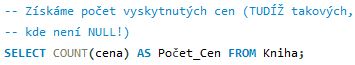 -- Získáme počet vyskytnutých cen (TUDÍŽ takových,
-- kde není NULL!)
SELECT COUNT(cena) AS Počet_Cen FROM Kniha;